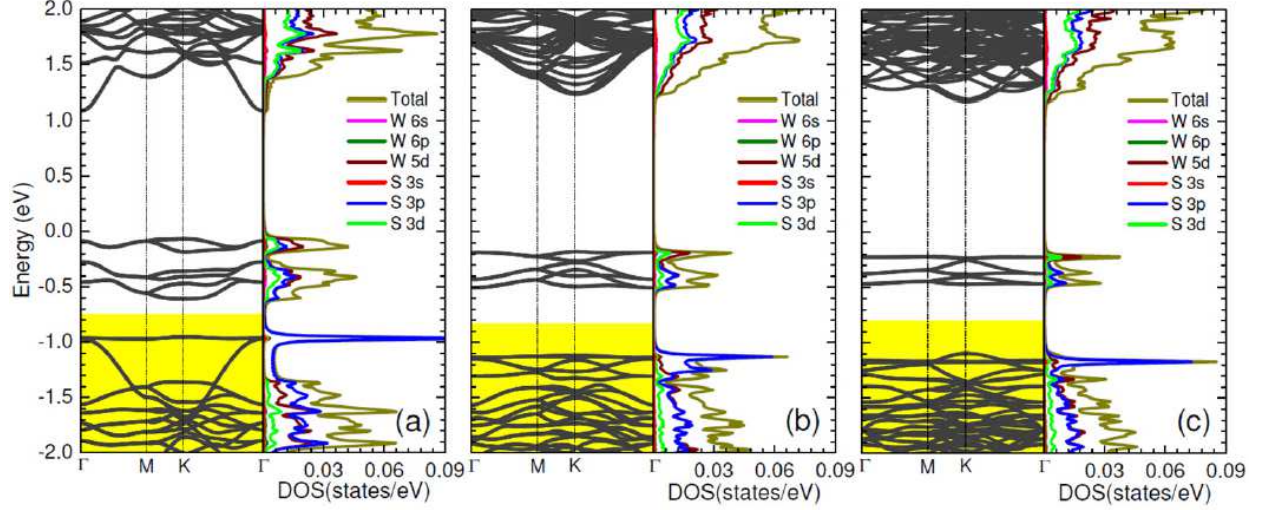 2.0
1.5
1.0
0.5
0.0
-0.5
-1.0
-1.5
-2.0
Energy (eV)
Total
W 6s
W 6p
W 5d
S 3s
S 3p
S 3d
(a)
Γ M K Γ 0.03 0.06 0.09
DOS(states/eV)
Total
W 6s
W 6p
W 5d
S 3s
S 3p
S 3d
(b)
Γ M K Γ 0.03 0.06 0.09
DOS(states/eV)
Total
W 6s
W 6p
W 5d
S 3s
S 3p
S 3d
(c)
Γ M K Γ 0.03 0.06 0.09
DOS(states/eV)